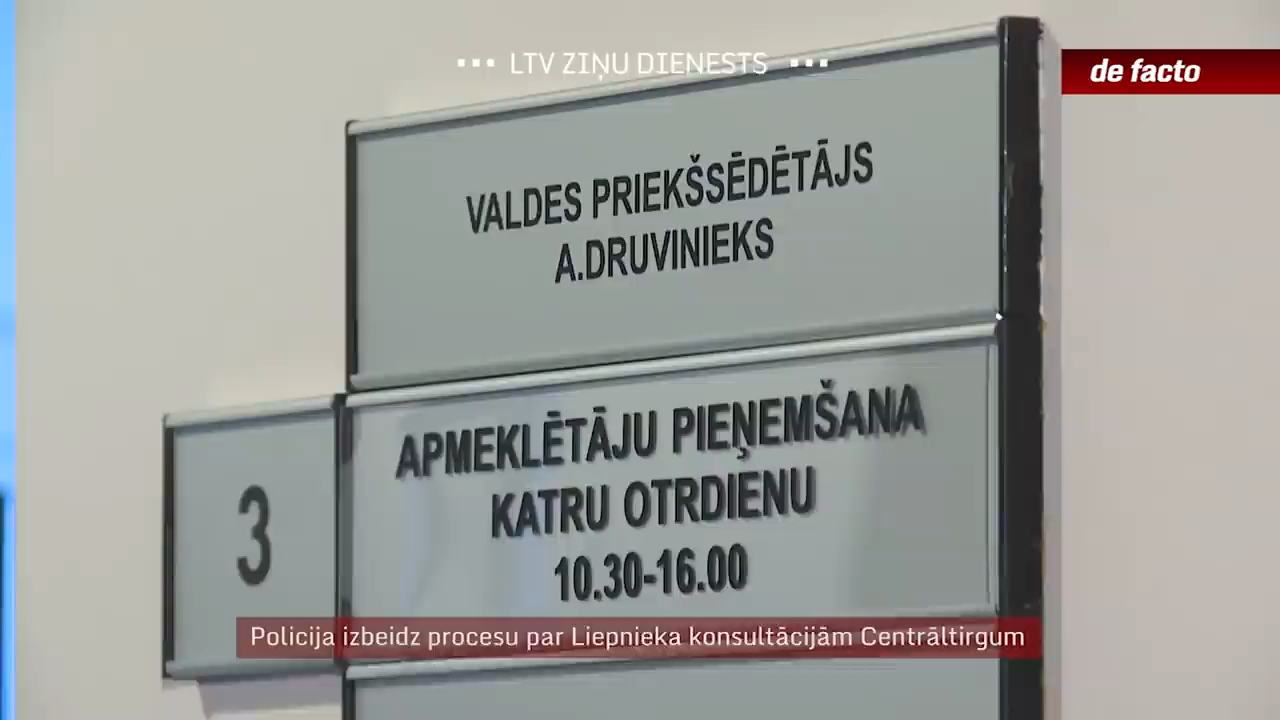 ••• LTV ZIŅU DIENESTS •••
de facto
VALDES PRIEKŠSĒDĒTĀJS
A.DRUVINIEKS
APMEKLĒTĀJU PIEŅEMŠANA
KATRU OTRDIENU
10.30-16.00
3
Policija izbeidz procesu par Liepnieka konsultācijām Centrāltirgum